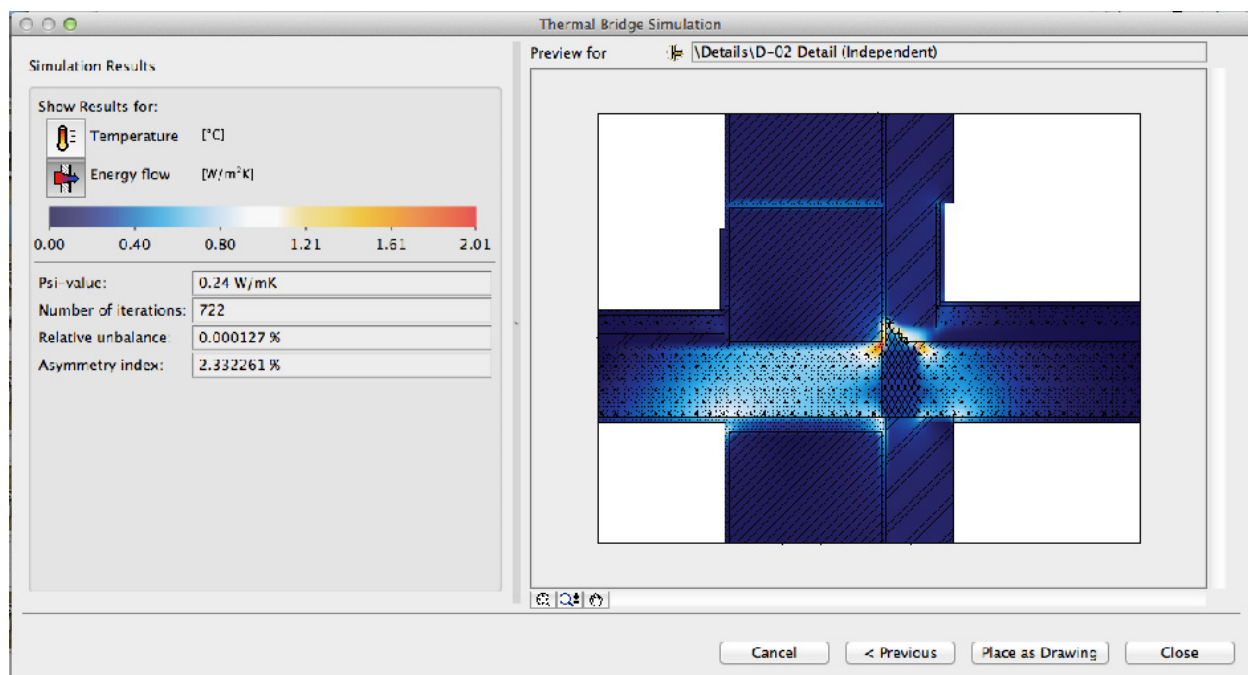 Thermal Bridge Simulation
Simulation Results
Preview for \Details\D-02 Detail (Independent)
Show Results for:
Temperature [°C]
Energy flow [W/m²K]
0.00 0.40 0.80 1.21 1.61 2.01
Psi-value: 0.24 W/mK
Number of iterations: 722
Relative unbalance: 0.000127 %
Asymmetry index: 2.332261 %
Cancel < Previous Place as Drawing Close